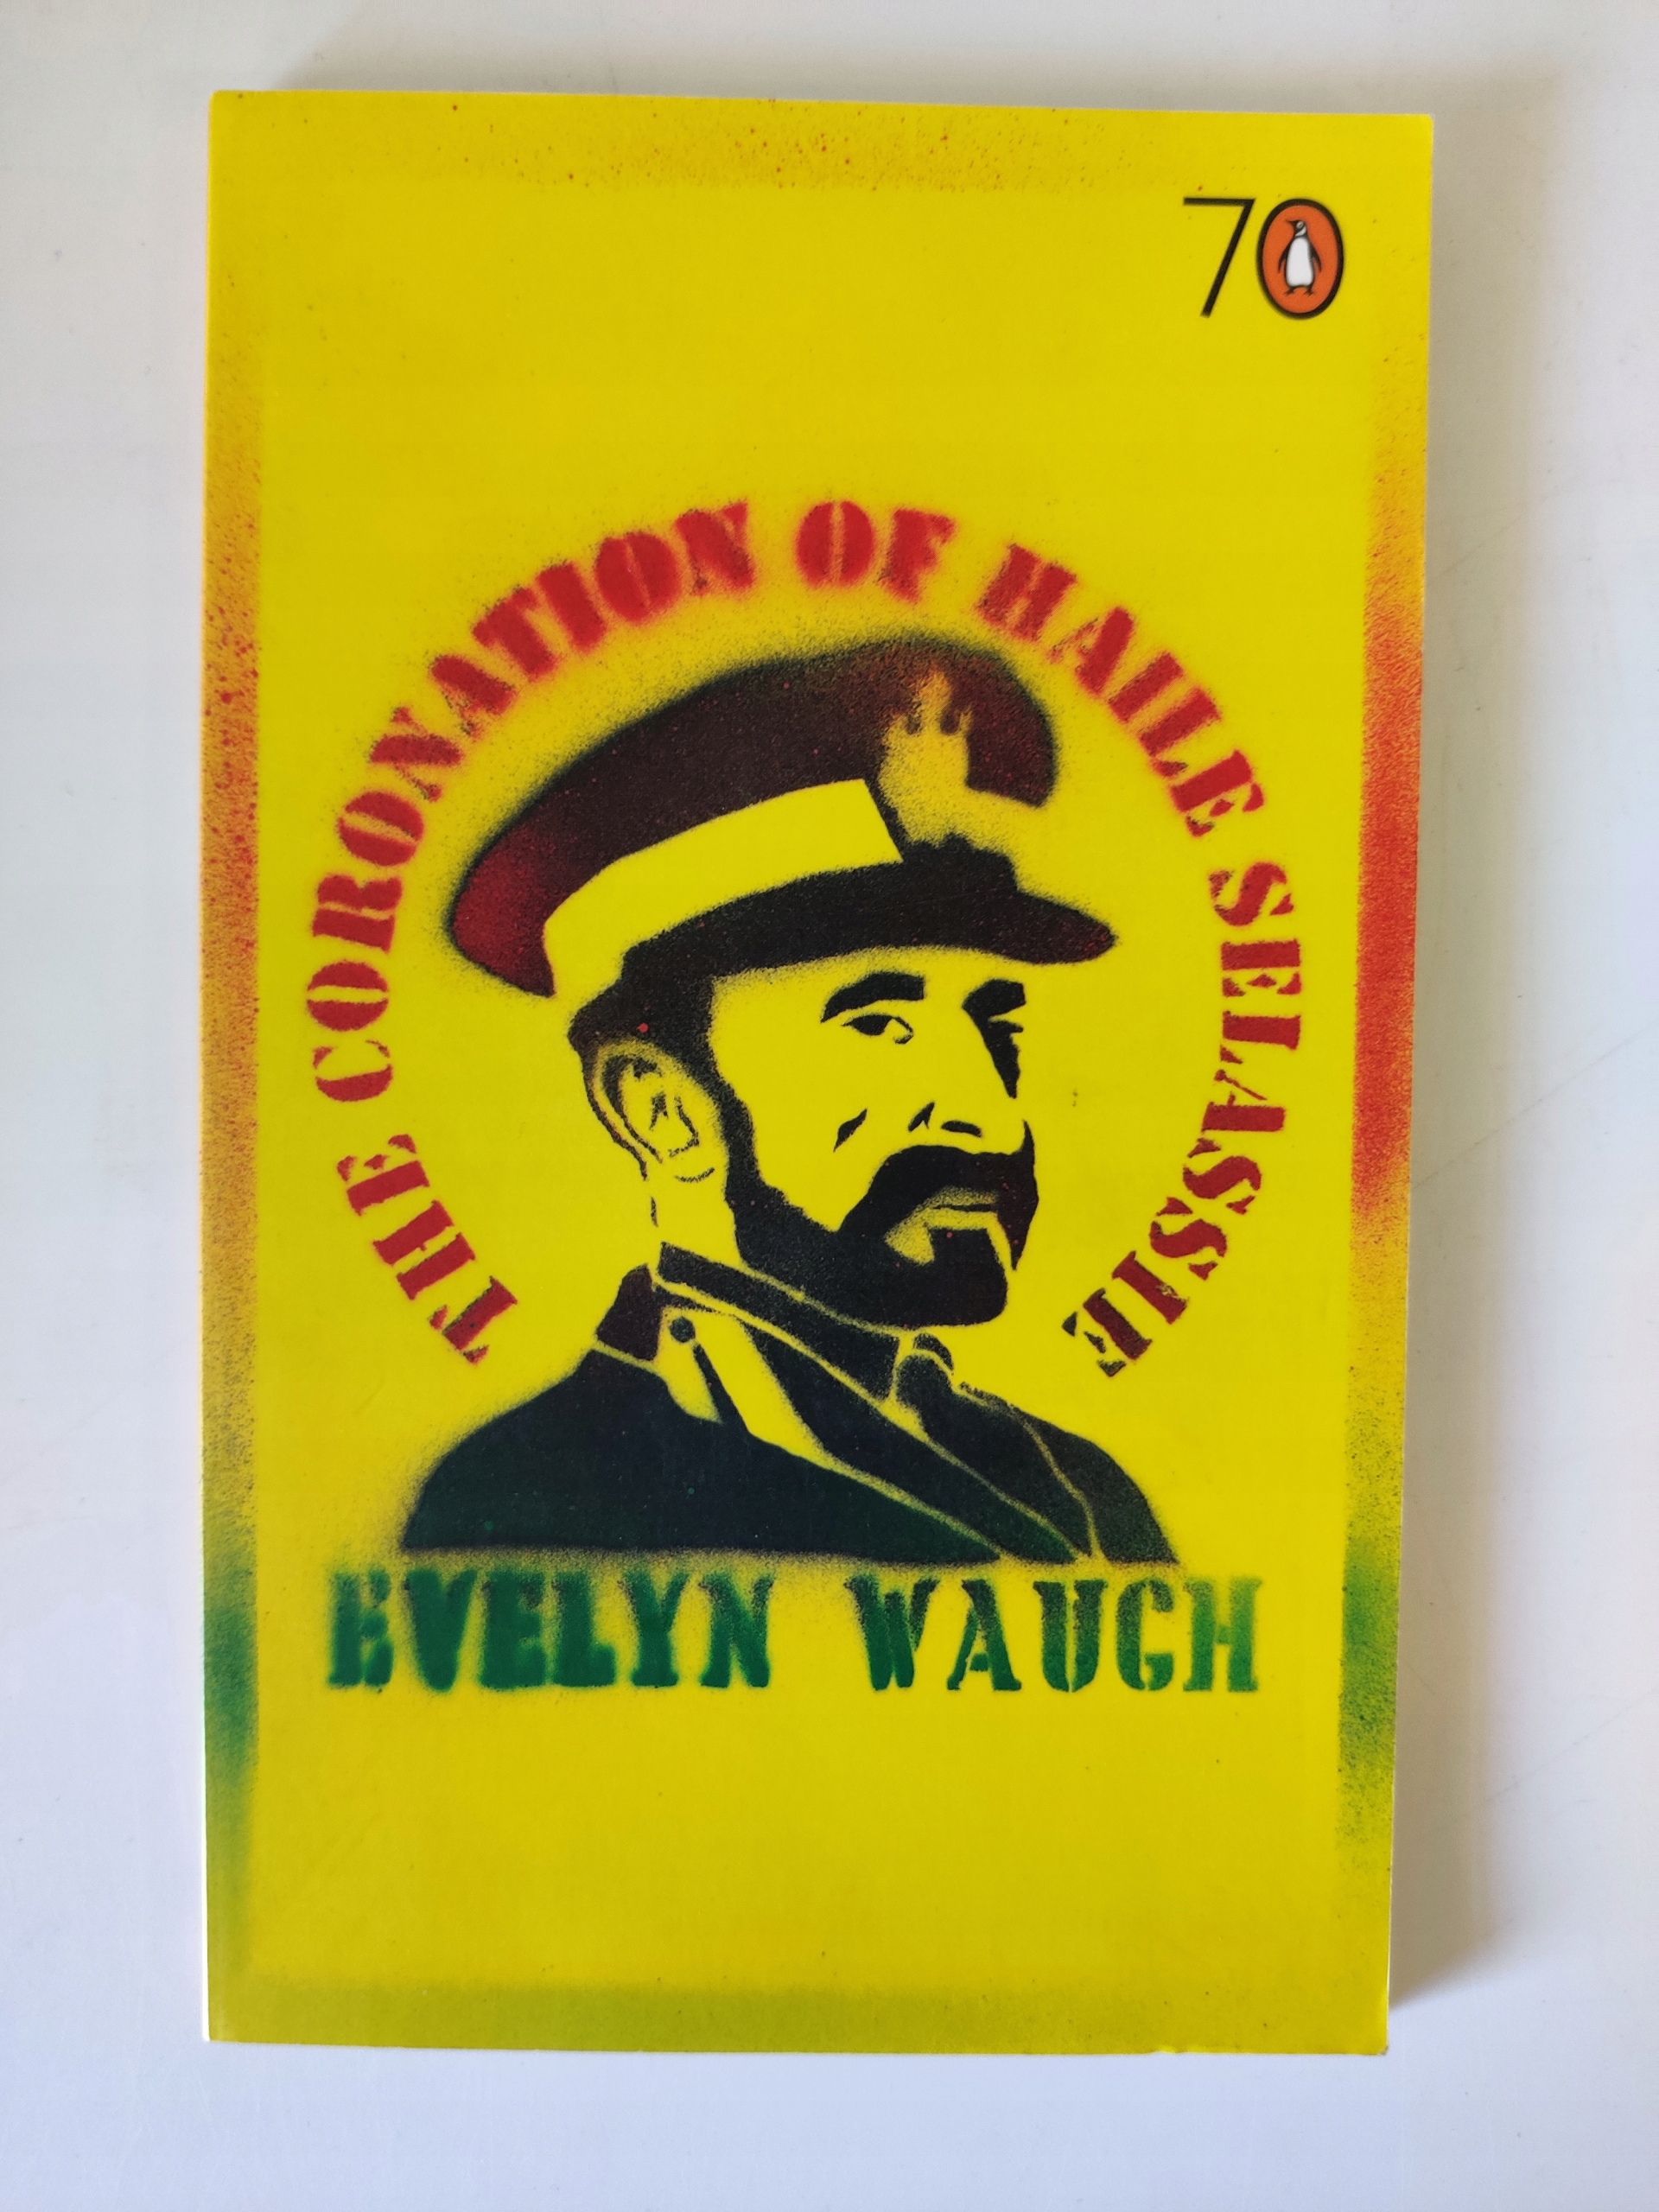 70
THE CORONATION OF HAILE SELASSIE
EVELYN WAUGH